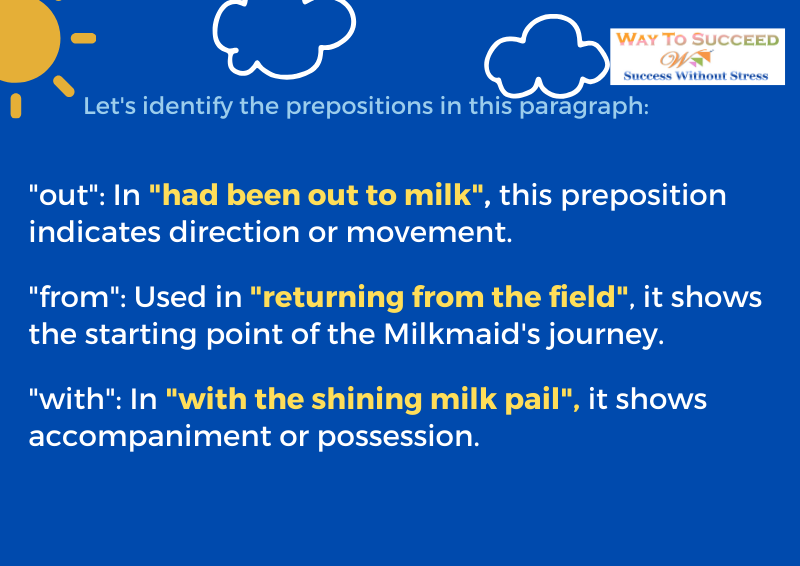 WAY TO SUCCEED
W
Success Without Stress
Let's identify the prepositions in this paragraph:
"out": In "had been out to milk", this preposition
indicates direction or movement.
"from": Used in "returning from the field", it shows
the starting point of the Milkmaid's journey.
"with": In "with the shining milk pail", it shows
accompaniment or possession.